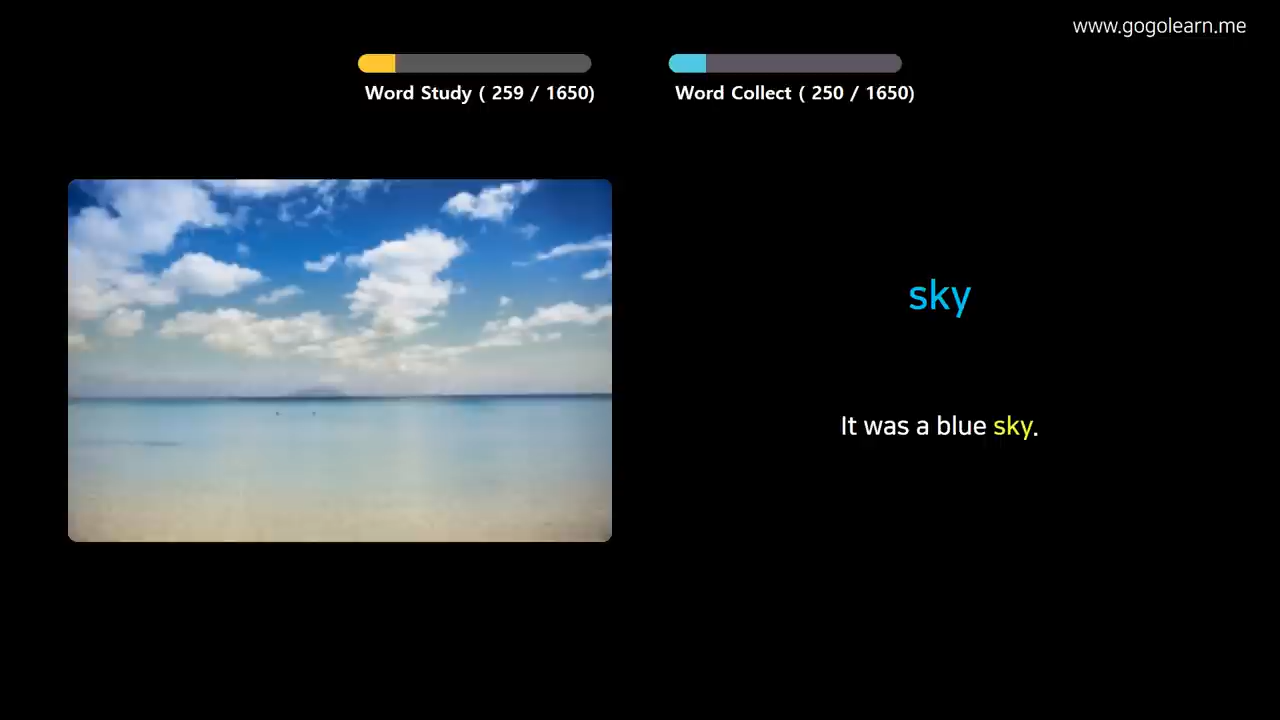 www.gogolearn.me
Word Study ( 259 / 1650)
Word Collect ( 250 / 1650)
sky
It was a blue sky.